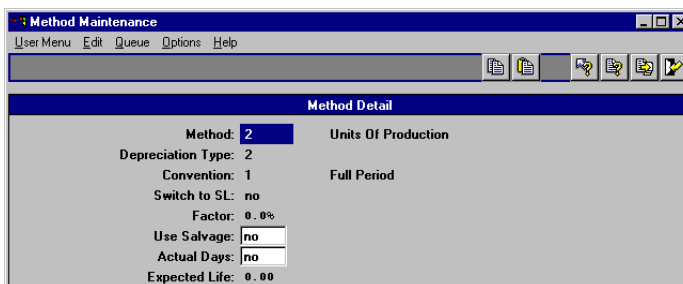 Method Maintenance
User Menu Edit Queue Options Help
Method Detail
Method: 2 Units Of Production
Depreciation Type: 2
Convention: 1 Full Period
Switch to SL: no
Factor: 0.0%
Use Salvage: no
Actual Days: no
Expected Life: 0.00